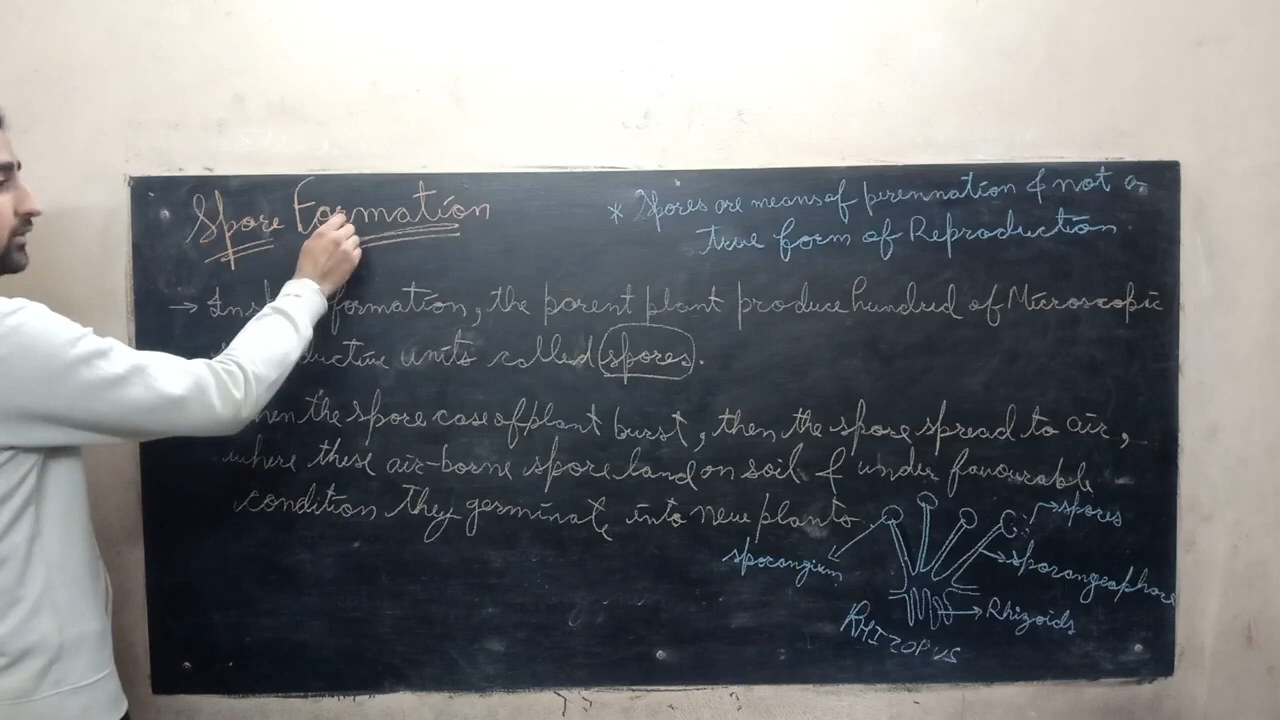 Spore Formation
* Spores are means of perennation & not a
true form of Reproduction
→ In formation, the parent plant produce hundred of Microscopic
units called spores.
the spore case of plant burst, then the spore spread to air,
where these air-borne spore land on soil & under favourable
condition they germinate into new plants
spores
sporangium
sporangeophore
Rhizoids
RHIZOPUS